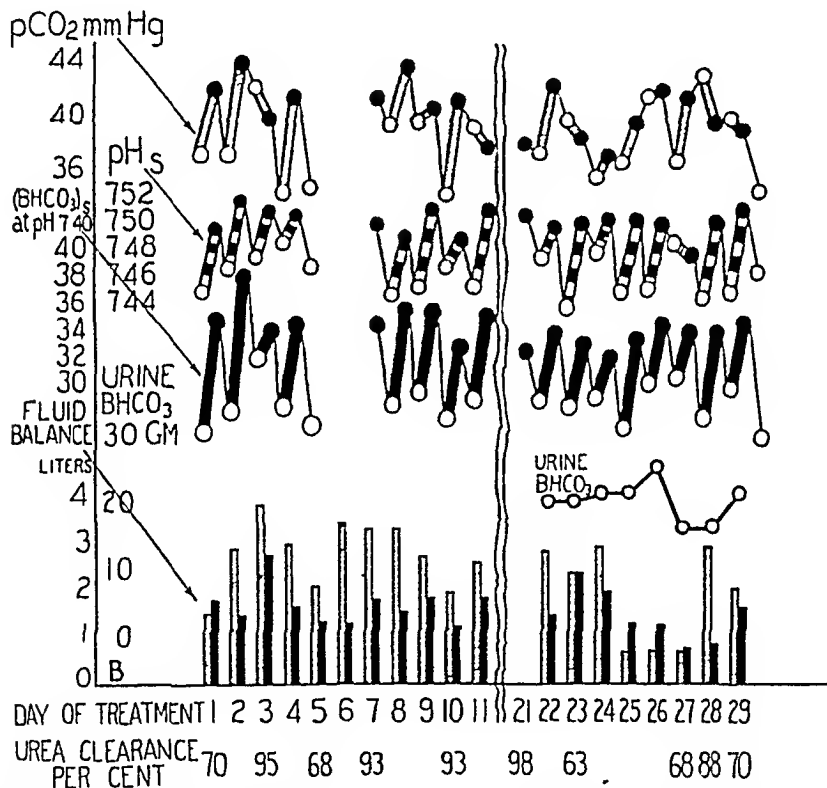 pCO2 mm Hg
44
40
36
pHs
(BHCO3)s
at pH 740
752
750
748
746
744
40
38
36
34
32
30
URINE
BHCO3
30 GM
FLUID
BALANCE
LITERS
URINE
BHCO3
4
3
2
1
0
20
10
0
B
DAY OF TREATMENT 1 2 3 4 5 6 7 8 9 10 11 21 22 23 24 25 26 27 28 29
UREA CLEARANCE
PER CENT
70 95 68 93 93 98 63 68 88 70